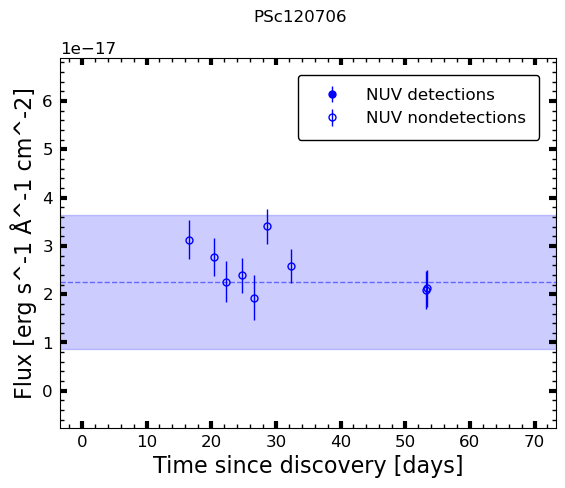 PSc120706
1e−17
NUV detections
NUV nondetections
Flux [erg s^-1 Å^-1 cm^-2]
6
5
4
3
2
1
0
0 10 20 30 40 50 60 70
Time since discovery [days]